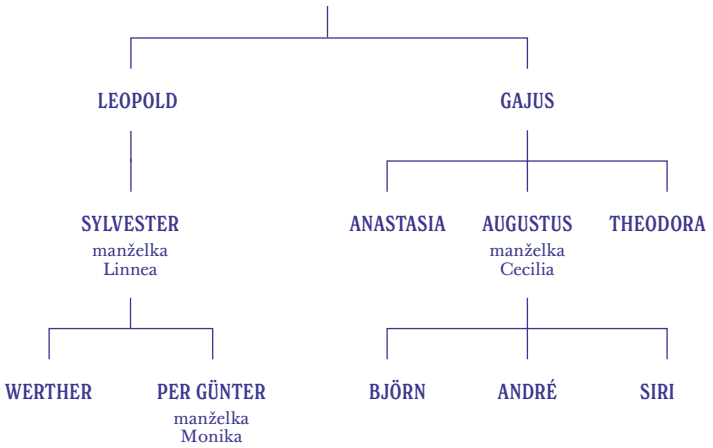 LEOPOLD GAJUS
SYLVESTER ANASTASIA AUGUSTUS THEODORA
manželka manželka
Linnea Cecilia
WERTHER PER GÜNTER BJÖRN ANDRÉ SIRI
manželka
Monika